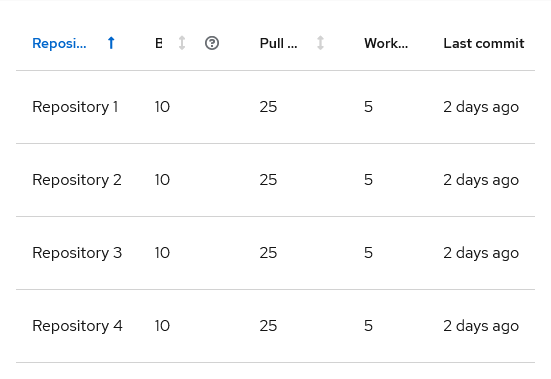 Reposi... B Pull ... Work... Last commit
Repository 1 10 25 5 2 days ago
Repository 2 10 25 5 2 days ago
Repository 3 10 25 5 2 days ago
Repository 4 10 25 5 2 days ago